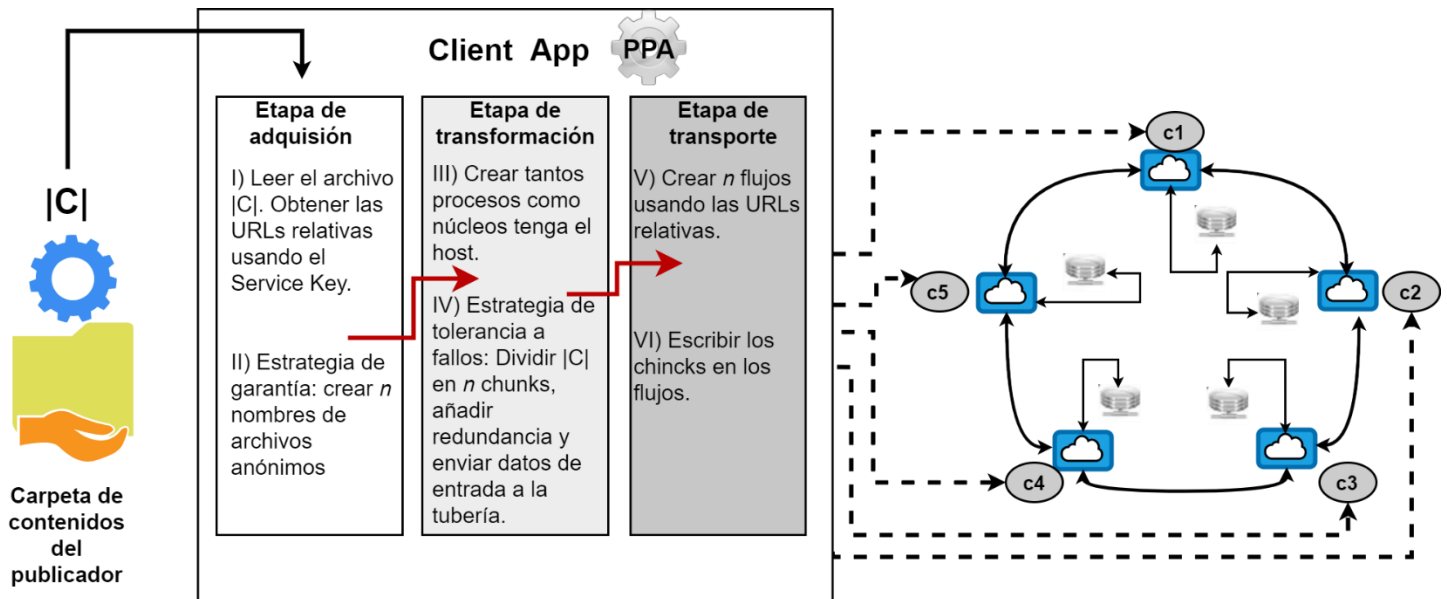 Client App
PPA
|C|
Carpeta de
contenidos
del
publicador
Etapa de
adquisión
I) Leer el archivo
|C|. Obtener las
URLs relativas
usando el
Service Key.
II) Estrategia de
garantía: crear n
nombres de
archivos
anónimos
Etapa de
transformación
III) Crear tantos
procesos como
núcleos tenga el
host.
IV) Estrategia de
tolerancia a
fallos: Dividir |C|
en n chunks,
añadir
redundancia y
enviar datos de
entrada a la
tubería.
Etapa de
transporte
V) Crear n flujos
usando las URLs
relativas.
VI) Escribir los
chincks en los
flujos.
c1
c5
c2
c4
c3